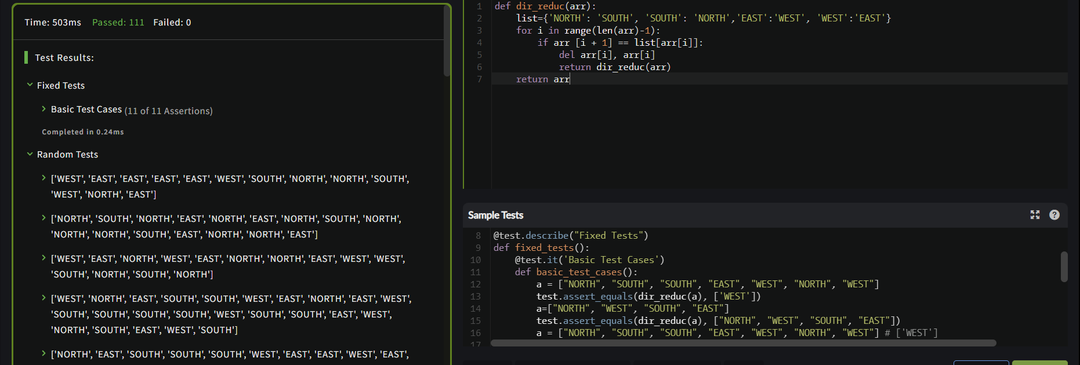 Time: 503ms Passed: 111 Failed: 0
Test Results:
Fixed Tests
Basic Test Cases (11 of 11 Assertions)
Completed in 0.24ms
Random Tests
['WEST', 'EAST', 'EAST', 'EAST', 'EAST', 'WEST', 'SOUTH', 'NORTH', 'NORTH', 'SOUTH',
'WEST', 'NORTH', 'EAST']
['NORTH', 'SOUTH', 'NORTH', 'EAST', 'NORTH', 'EAST', 'NORTH', 'SOUTH', 'NORTH',
'NORTH', 'NORTH', 'SOUTH', 'EAST', 'NORTH', 'NORTH', 'EAST']
['WEST', 'EAST', 'NORTH', 'WEST', 'EAST', 'NORTH', 'NORTH', 'EAST', 'WEST', 'WEST',
'SOUTH', 'NORTH', 'SOUTH', 'NORTH']
['WEST', 'NORTH', 'EAST', 'SOUTH', 'SOUTH', 'WEST', 'EAST', 'NORTH', 'EAST', 'WEST',
'SOUTH', 'SOUTH', 'SOUTH', 'SOUTH', 'WEST', 'SOUTH', 'SOUTH', 'EAST', 'WEST',
'NORTH', 'SOUTH', 'EAST', 'WEST', 'SOUTH']
['NORTH', 'EAST', 'SOUTH', 'SOUTH', 'SOUTH', 'WEST', 'EAST', 'EAST', 'WEST', 'EAST',
1 def dir_reduc(arr):
2 list={'NORTH': 'SOUTH', 'SOUTH': 'NORTH','EAST':'WEST', 'WEST':'EAST'}
3 for i in range(len(arr)-1):
4 if arr [i + 1] == list[arr[i]]:
5 del arr[i], arr[i]
6 return dir_reduc(arr)
7 return arr
Sample Tests
8 @test.describe("Fixed Tests")
9 def fixed_tests():
10 @test.it('Basic Test Cases')
11 def basic_test_cases():
12 a = ["NORTH", "SOUTH", "SOUTH", "EAST", "WEST", "NORTH", "WEST"]
13 test.assert_equals(dir_reduc(a), ['WEST'])
14 a=["NORTH", "WEST", "SOUTH", "EAST"]
15 test.assert_equals(dir_reduc(a), ["NORTH", "WEST", "SOUTH", "EAST"])
16 a = ["NORTH", "SOUTH", "SOUTH", "EAST", "WEST", "NORTH", "WEST"] # ['WEST']
17